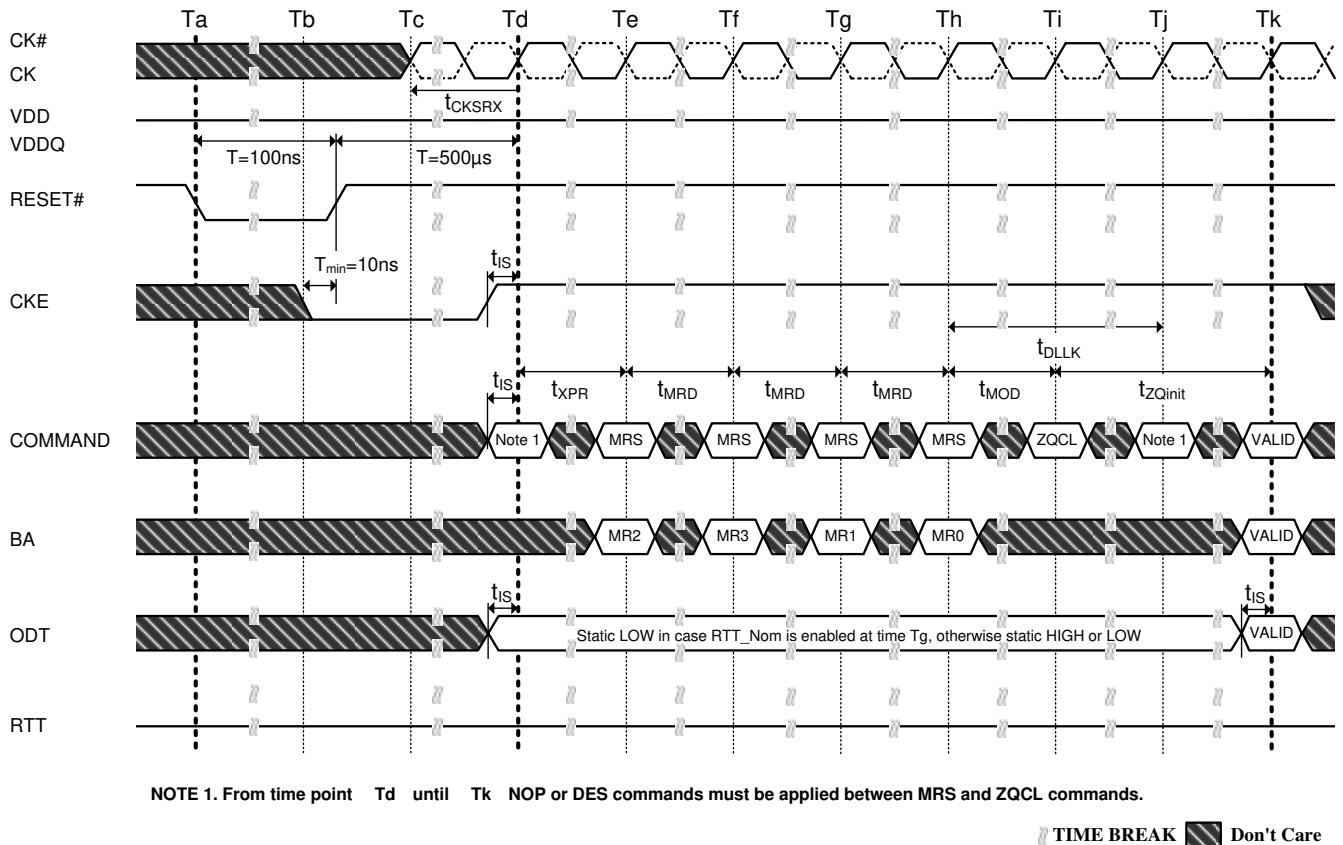 Ta Tb Tc Td Te Tf Tg Th Ti Tj Tk
CK#
CK
tCKSRX
VDD
VDDQ
T=100ns T=500µs
RESET#
Tmin=10ns tIS
CKE
tDLLK
tIS tXPR tMRD tMRD tMRD tMOD tZQinit
COMMAND Note 1 MRS MRS MRS MRS ZQCL Note 1 VALID
BA MR2 MR3 MR1 MR0 VALID
tIS tIS
ODT Static LOW in case RTT_Nom is enabled at time Tg, otherwise static HIGH or LOW VALID
RTT
NOTE 1. From time point Td until Tk NOP or DES commands must be applied between MRS and ZQCL commands.
TIME BREAK Don't Care